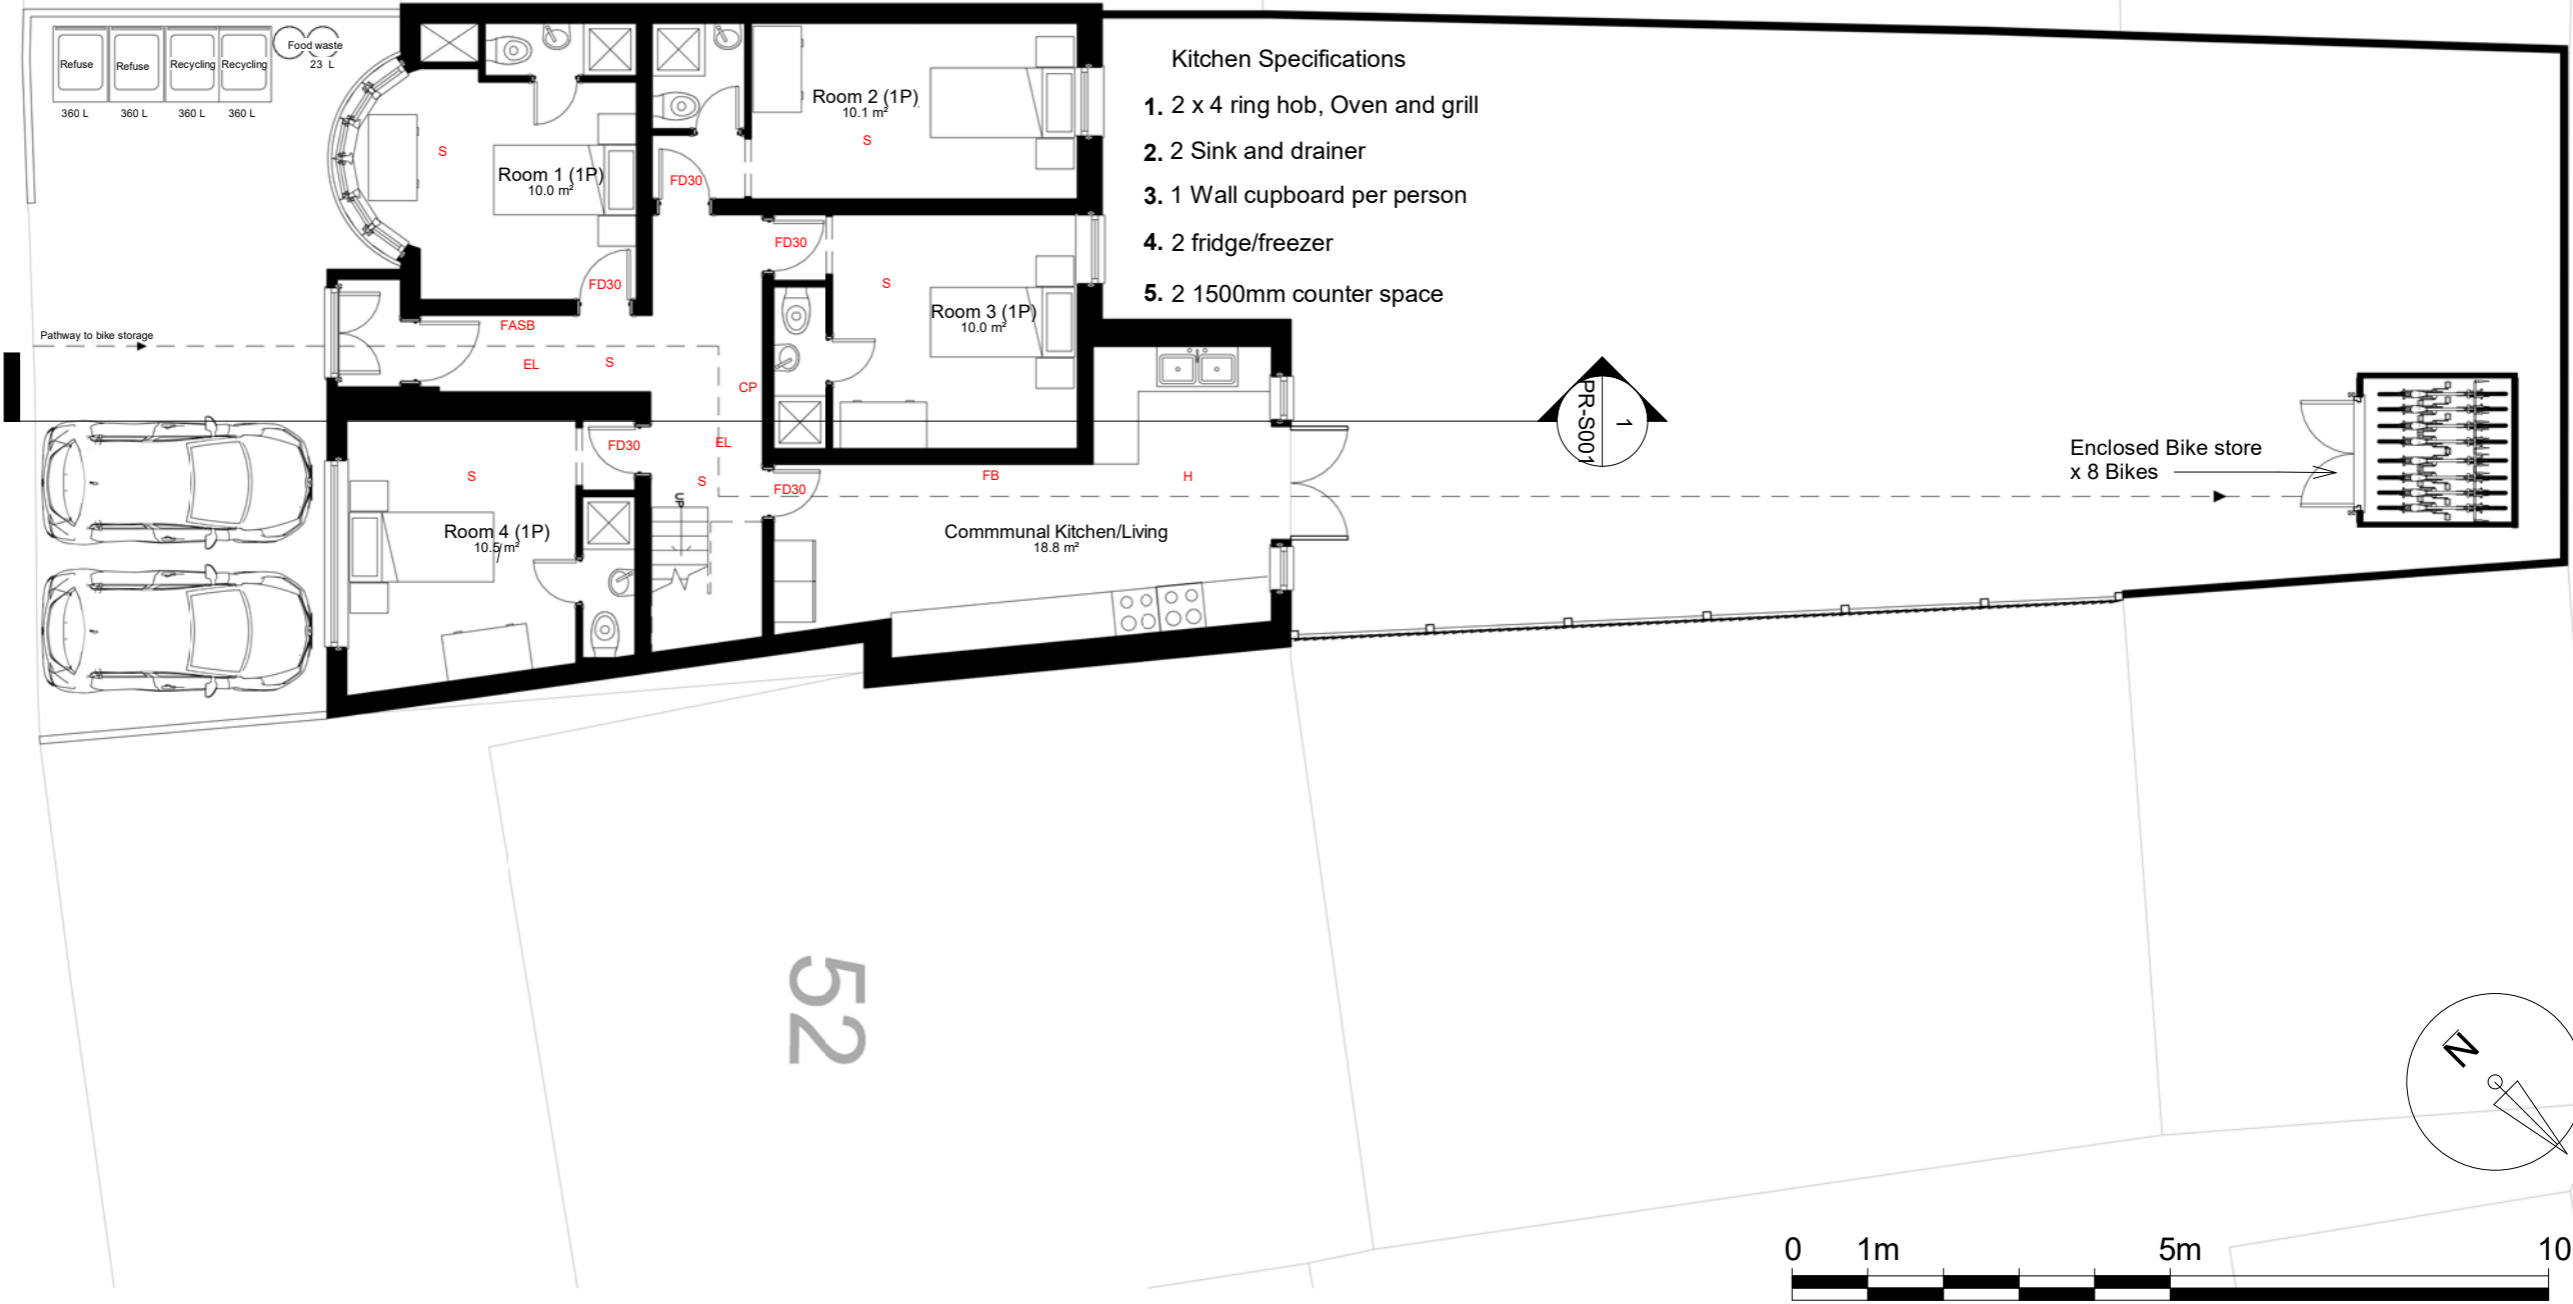 Refuse
Refuse
Recycling
Recycling
Food waste
23 L
360 L
360 L
360 L
360 L
Room 1 (1P)
10.0 m²
S
FD30
Room 2 (1P)
10.1 m²
S
FD30
Kitchen Specifications
1. 2 x 4 ring hob, Oven and grill
2. 2 Sink and drainer
3. 1 Wall cupboard per person
4. 2 fridge/freezer
5. 2 1500mm counter space
FD30
S
Room 3 (1P)
10.0 m²
Pathway to bike storage
FASB
EL
S
CP
EL
S
UP
FD30
S
Room 4 (1P)
10.5 m²
FD30
FB
H
Commmunal Kitchen/Living
18.8 m²
PR-S001
1
Enclosed Bike store
x 8 Bikes
52
N
0
1m
5m
10